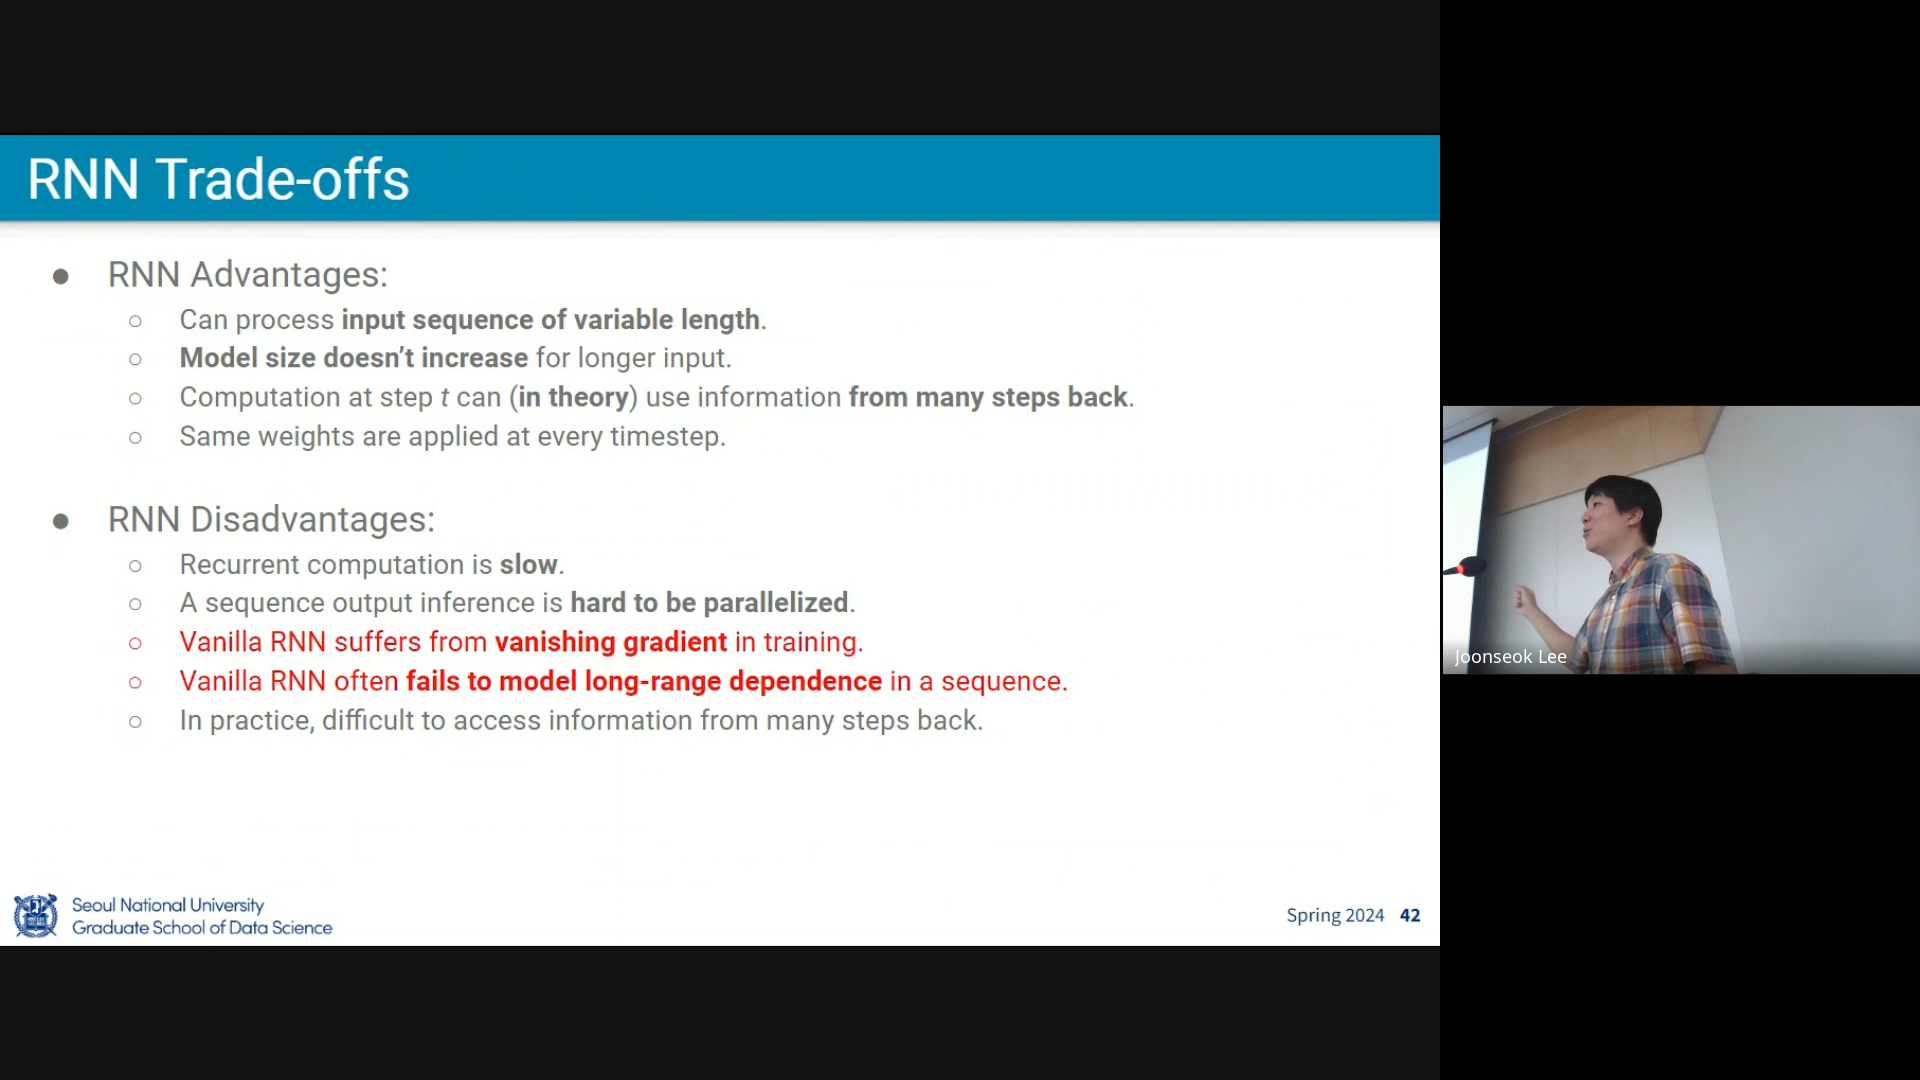 RNN Trade-offs
● RNN Advantages:
○ Can process input sequence of variable length.
○ Model size doesn’t increase for longer input.
○ Computation at step t can (in theory) use information from many steps back.
○ Same weights are applied at every timestep.
● RNN Disadvantages:
○ Recurrent computation is slow.
○ A sequence output inference is hard to be parallelized.
○ Vanilla RNN suffers from vanishing gradient in training.
○ Vanilla RNN often fails to model long-range dependence in a sequence.
○ In practice, difficult to access information from many steps back.
Seoul National University
Graduate School of Data Science
Spring 2024 42
Joonseok Lee